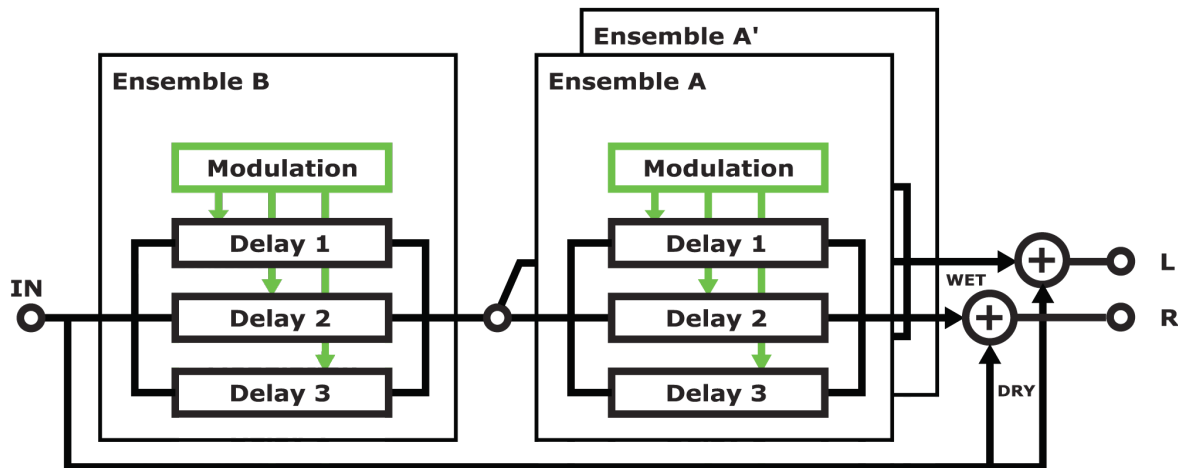 Ensemble A'
Ensemble B
Ensemble A
Modulation
Modulation
Delay 1
Delay 1
IN
WET
L
Delay 2
Delay 2
+
+
R
Delay 3
Delay 3
DRY